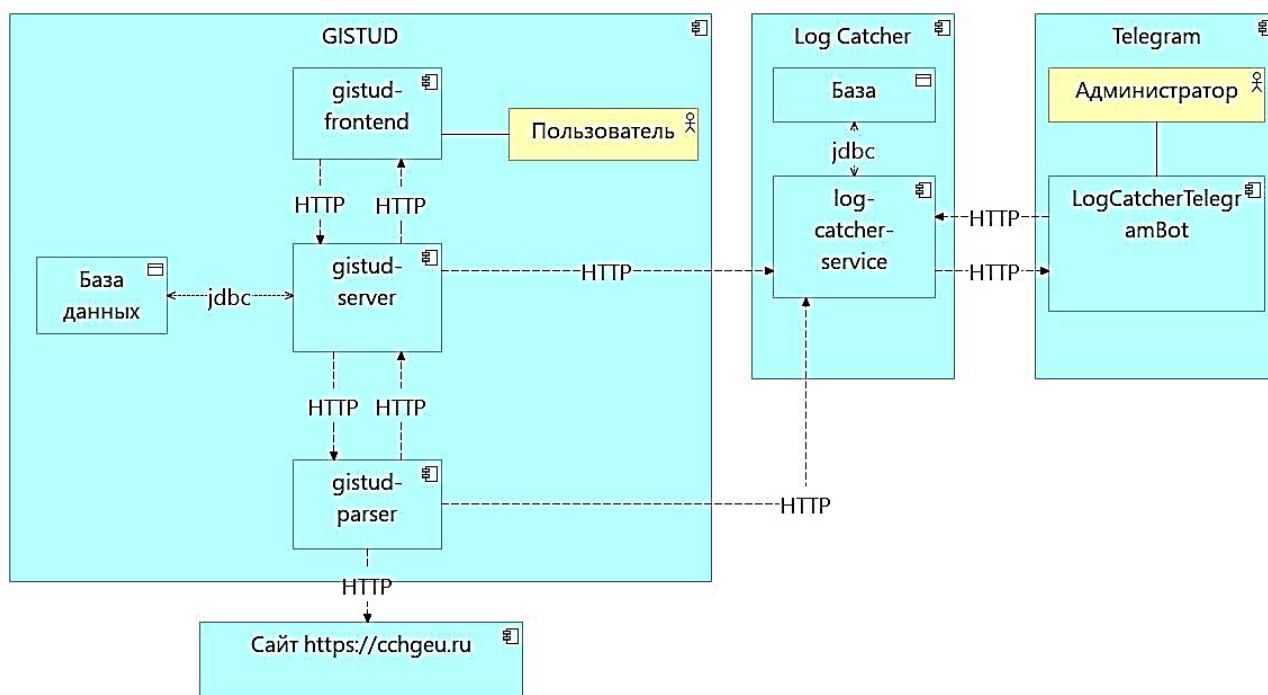 GISTUD
gistud-
frontend
Пользователь
HTTP
HTTP
База
данных
jdbc
gistud-
server
HTTP
HTTP
HTTP
gistud-
parser
HTTP
HTTP
Сайт https://cchgeu.ru
Log Catcher
База
jdbc
log-
catcher-
service
HTTP
HTTP
Telegram
Администратор
LogCatcherTelegr
amBot